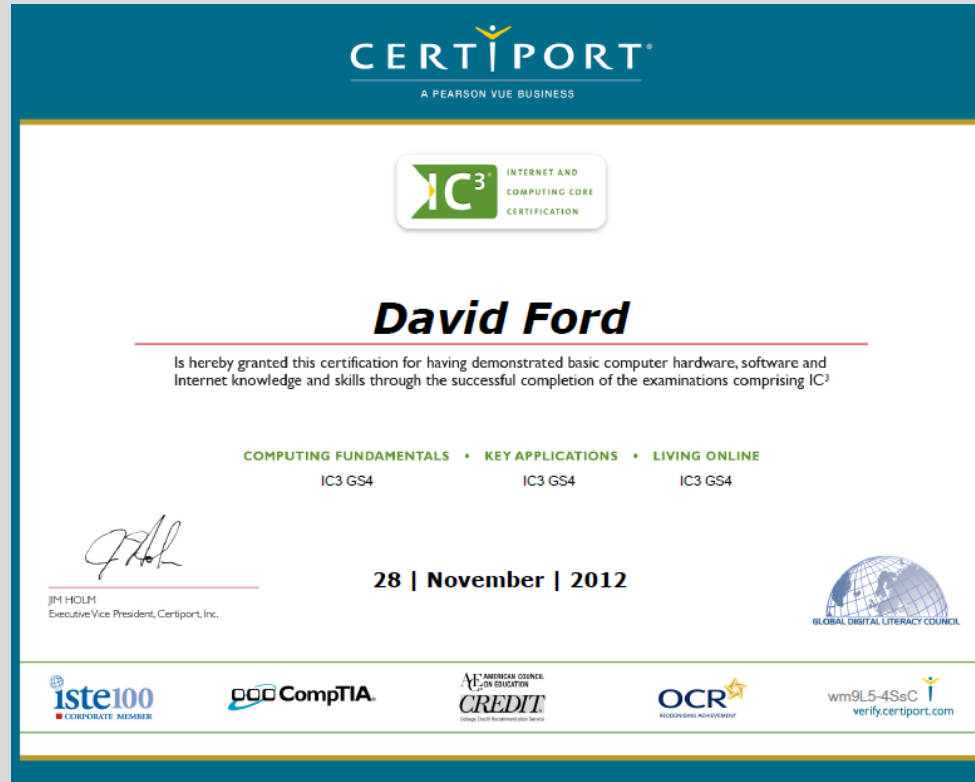 CERTIPORT®
A PEARSON VUE BUSINESS
IC³® INTERNET AND
COMPUTING CORE
CERTIFICATION
David Ford
Is hereby granted this certification for having demonstrated basic computer hardware, software and
Internet knowledge and skills through the successful completion of the examinations comprising IC³
COMPUTING FUNDAMENTALS • KEY APPLICATIONS • LIVING ONLINE
IC3 GS4 IC3 GS4 IC3 GS4
28 | November | 2012
JIM HOLM
Executive Vice President, Certiport, Inc.
GLOBAL DIGITAL LITERACY COUNCIL
iste100
CORPORATE MEMBER
CompTIA.
ACE AMERICAN COUNCIL
ON EDUCATION
CREDIT
College Credit Recommendation Service
OCR
RECOGNISING ACHIEVEMENT
wm9L5-4SsC
verify.certiport.com